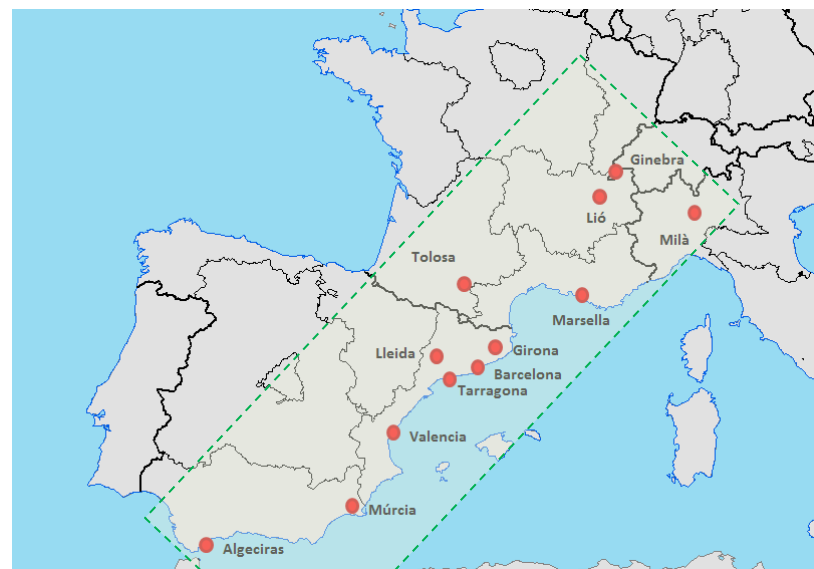 Ginebra
Lió
Milà
Tolosa
Marsella
Lleida
Girona
Barcelona
Tarragona
Valencia
Múrcia
Algeciras